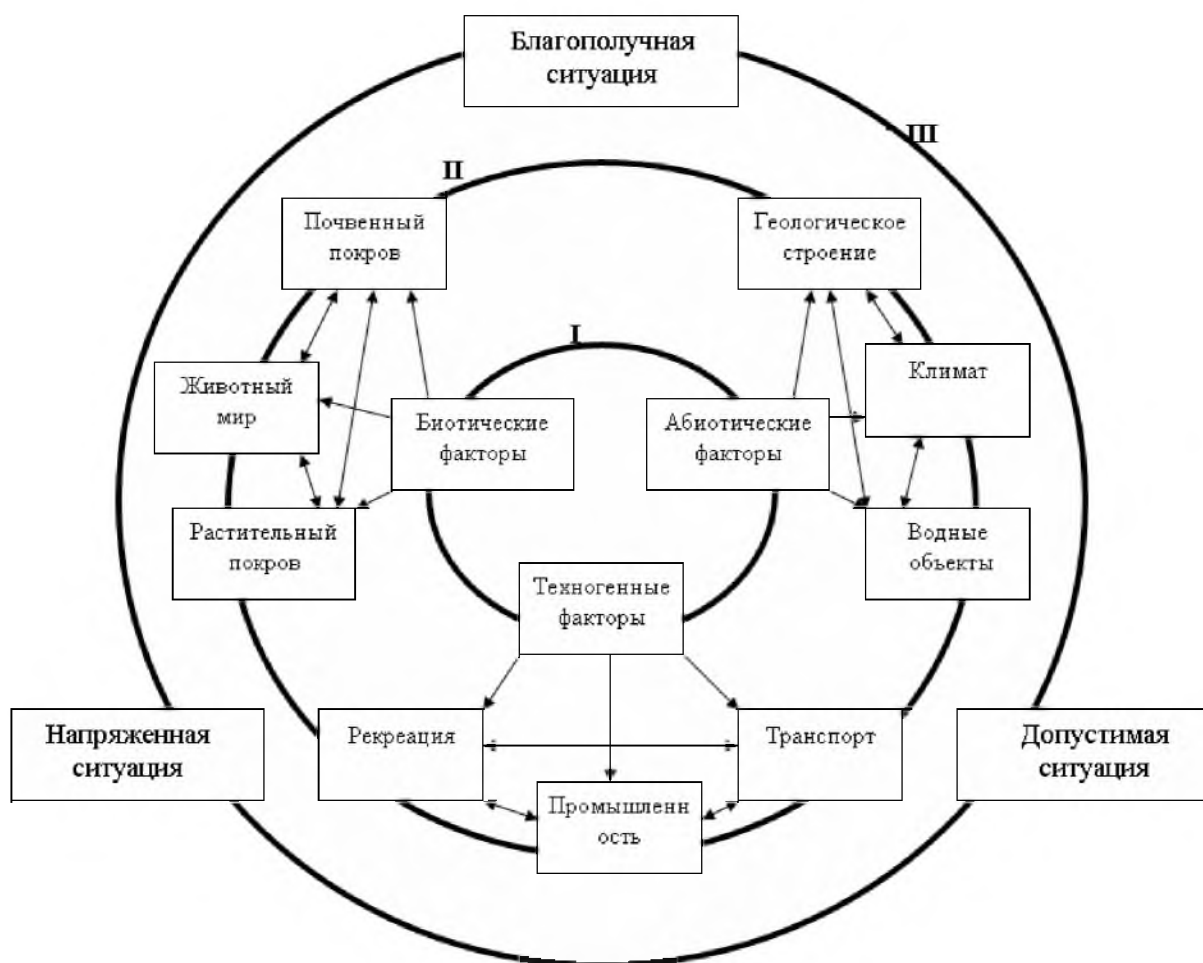 Благополучная
ситуация
III
II
Почвенный
покров
Геологическое
строение
I
Животный
мир
Климат
Биотические
факторы
Абиотические
факторы
Растительный
покров
Водные
объекты
Техногенные
факторы
Напряженная
ситуация
Рекреация
Транспорт
Допустимая
ситуация
Промышленн
ость